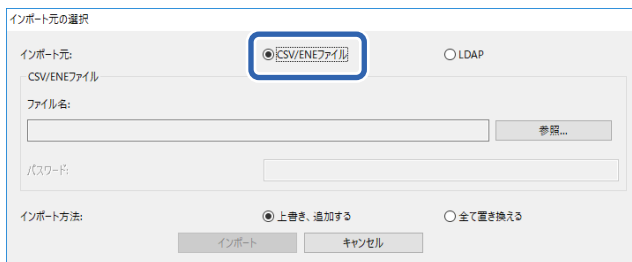 インポート元の選択
インポート元: CSV/ENEファイル LDAP
CSV/ENEファイル
ファイル名:
参照...
パスワード:
インポート方法: 上書き、追加する 全て置き換える
インポート キャンセル